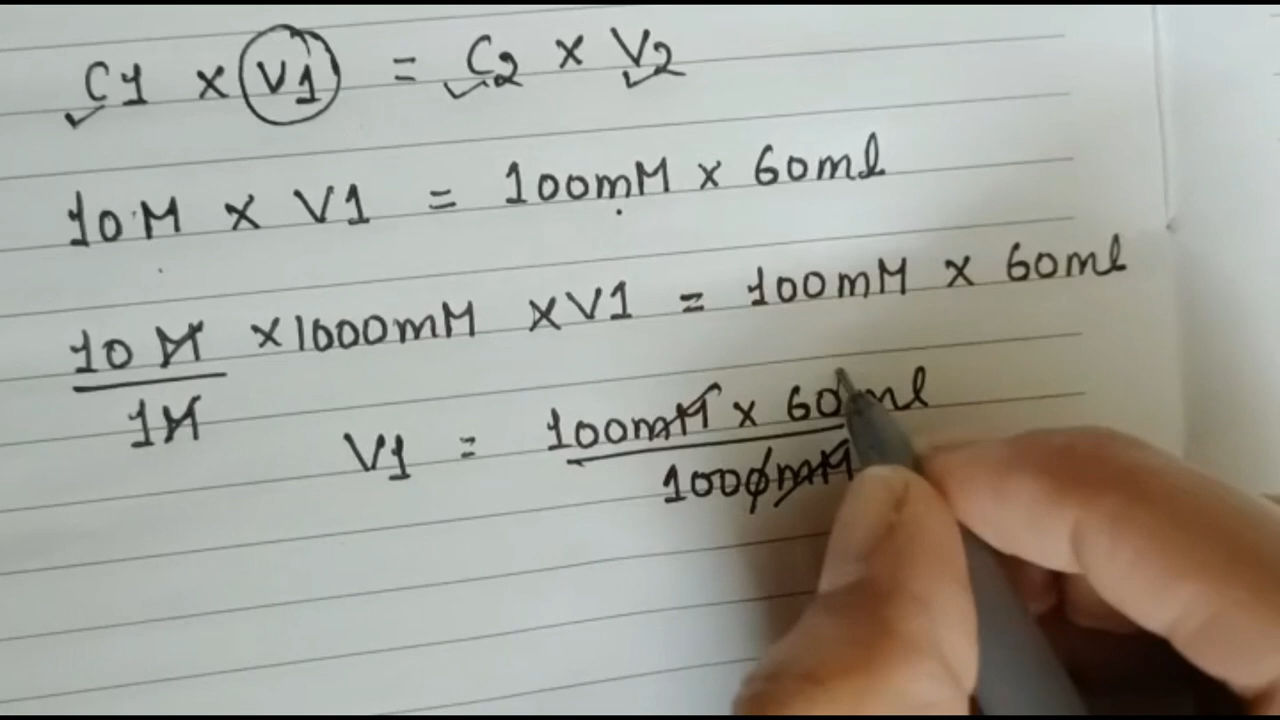 C1 × V1 = C2 × V2
10 M × V1 = 100mM × 60ml
10 M × 1000mM × V1 = 100mM × 60ml
1M
V1 = 100mM × 60ml
1000mM